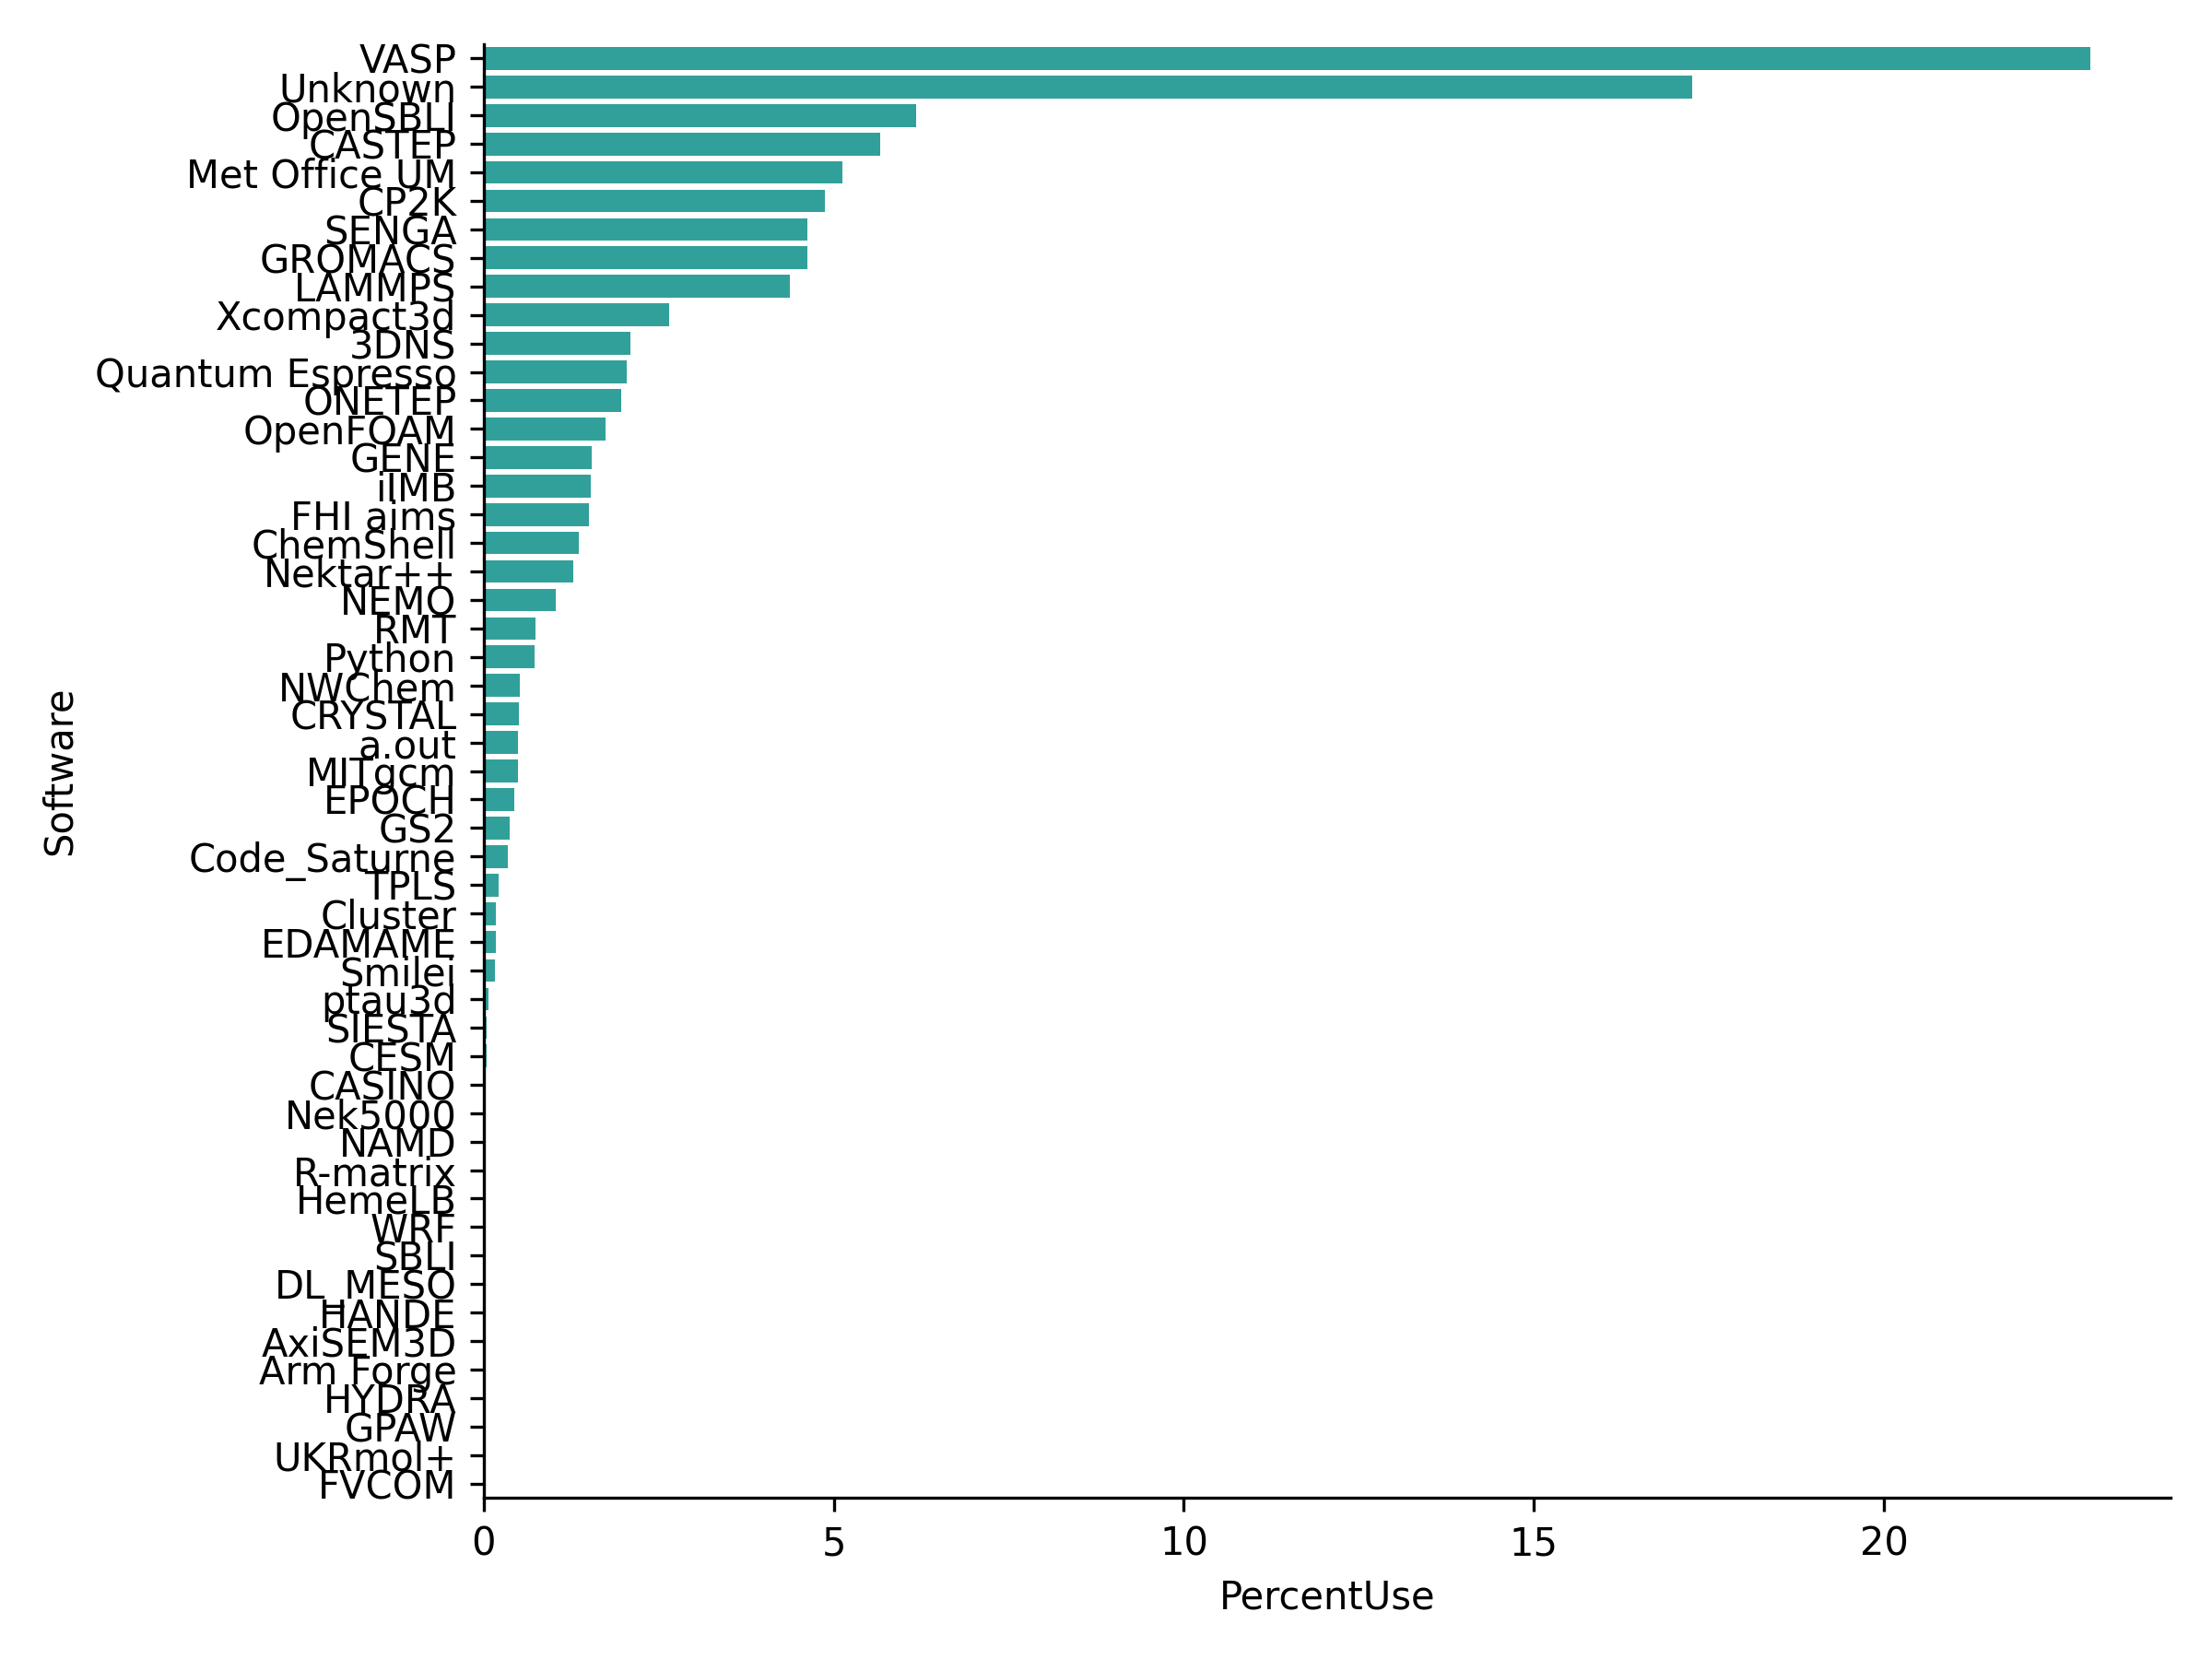 VASP
Unknown
OpenSBLI
CASTEP
Met Office UM
CP2K
SENGA
GROMACS
LAMMPS
Xcompact3d
3DNS
Quantum Espresso
ONETEP
OpenFOAM
GENE
iIMB
FHI aims
ChemShell
Nektar++
NEMO
RMT
Python
NWChem
CRYSTAL
a.out
MITgcm
EPOCH
GS2
Code_Saturne
TPLS
Cluster
EDAMAME
Smilei
ptau3d
SIESTA
CESM
CASINO
Nek5000
NAMD
R-matrix
HemeLB
WRF
SBLI
DL_MESO
HANDE
AxiSEM3D
Arm Forge
HYDRA
GPAW
UKRmol+
FVCOM
Software
0 5 10 15 20
PercentUse